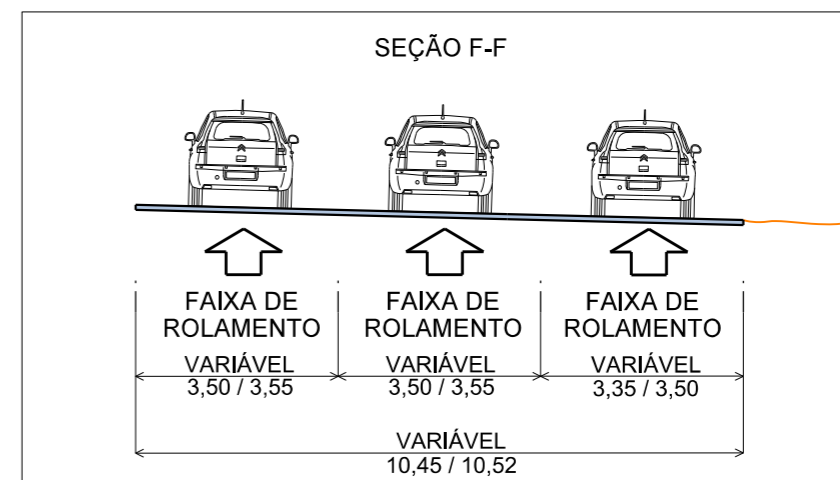 SEÇÃO F-F
FAIXA DE
ROLAMENTO
FAIXA DE
ROLAMENTO
FAIXA DE
ROLAMENTO
VARIÁVEL
3,50 / 3,55
VARIÁVEL
3,50 / 3,55
VARIÁVEL
3,35 / 3,50
VARIÁVEL
10,45 / 10,52